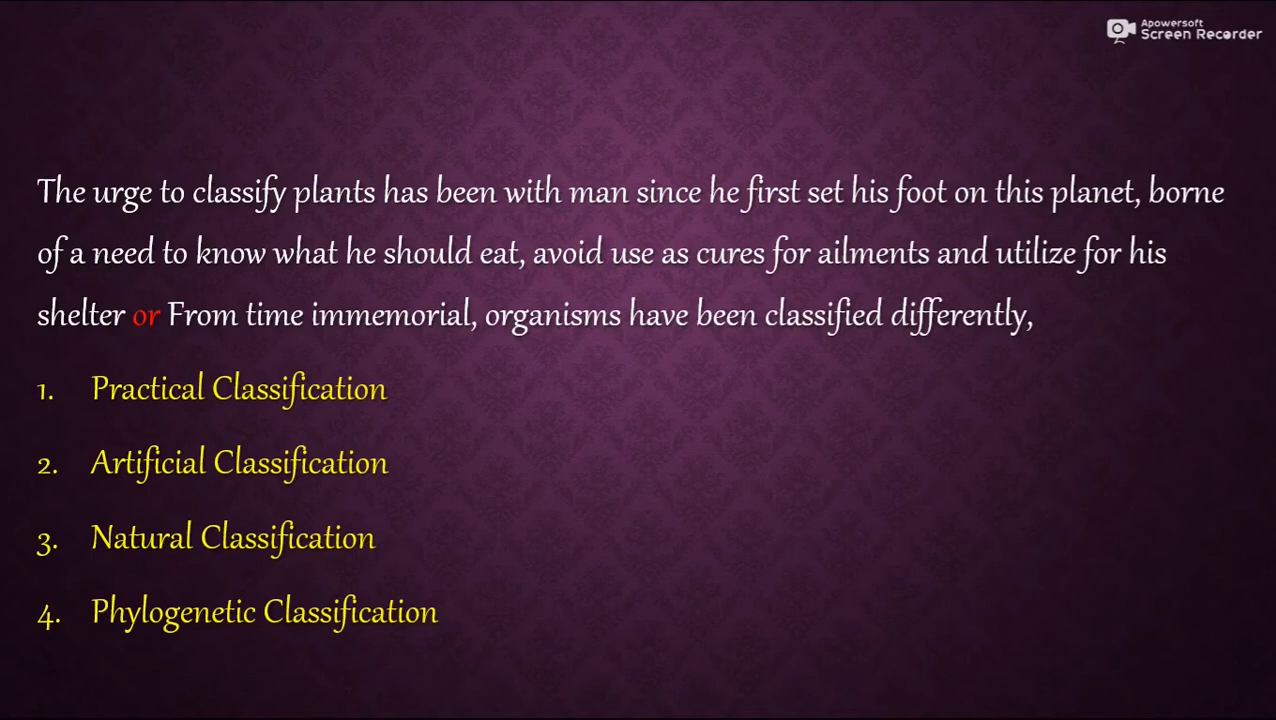 Apowersoft
Screen Recorder
The urge to classify plants has been with man since he first set his foot on this planet, borne
of a need to know what he should eat, avoid use as cures for ailments and utilize for his
shelter or From time immemorial, organisms have been classified differently,
1. Practical Classification
2. Artificial Classification
3. Natural Classification
4. Phylogenetic Classification